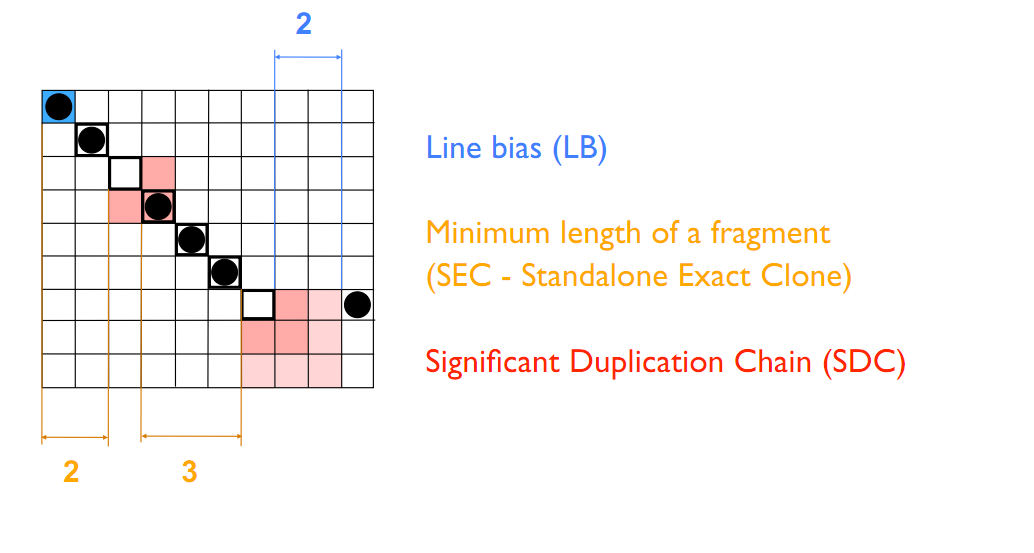 2
Line bias (LB)
Minimum length of a fragment
(SEC - Standalone Exact Clone)
Significant Duplication Chain (SDC)
2
3